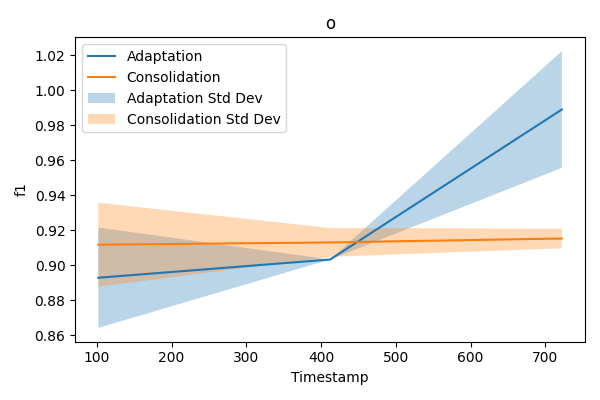 o
1.02
1.00
0.98
0.96
0.94
0.92
0.90
0.88
0.86
f1
Adaptation
Consolidation
Adaptation Std Dev
Consolidation Std Dev
100 200 300 400 500 600 700
Timestamp